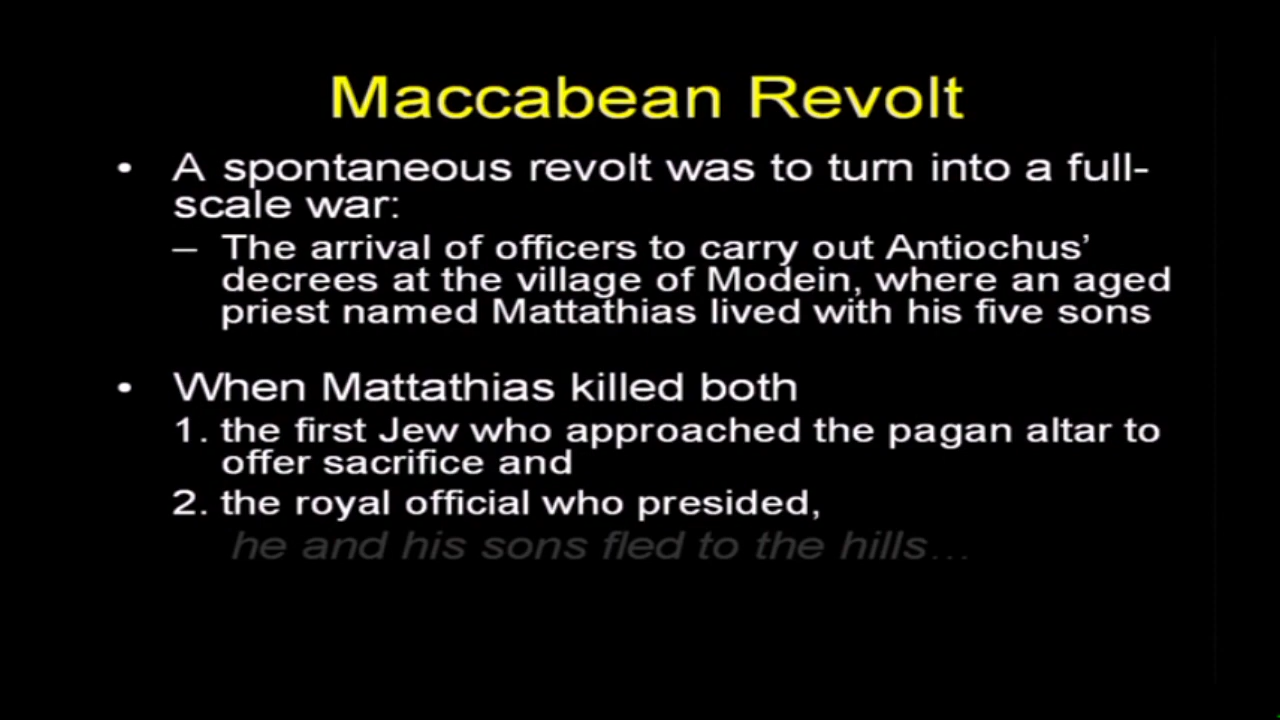 Maccabean Revolt
• A spontaneous revolt was to turn into a full-
scale war:
– The arrival of officers to carry out Antiochus’
decrees at the village of Modein, where an aged
priest named Mattathias lived with his five sons
• When Mattathias killed both
1. the first Jew who approached the pagan altar to
offer sacrifice and
2. the royal official who presided,
he and his sons fled to the hills...